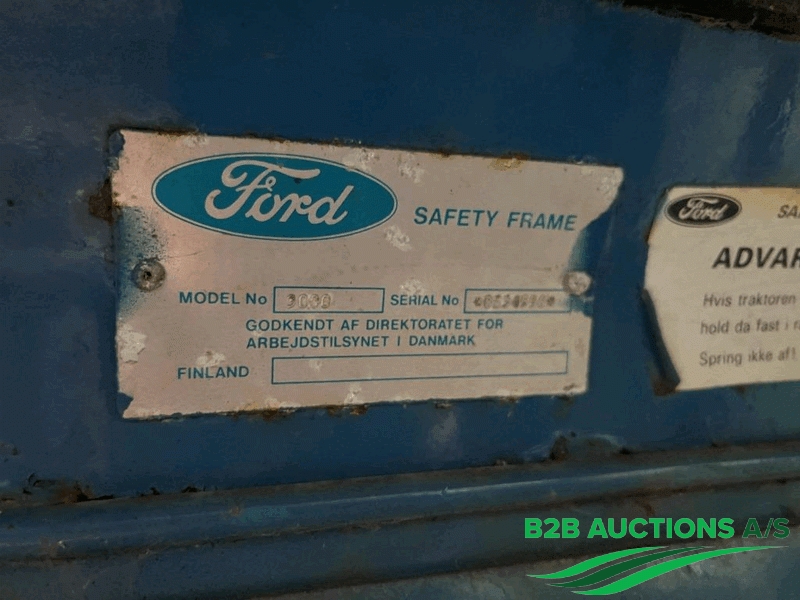 Ford
SAFETY FRAME
MODEL No
SERIAL No
GODKENDT AF DIREKTORATET FOR
ARBEJDSTILSYNET I DANMARK
FINLAND
Ford
ADVAR
Hvis traktoren
hold da fast i
Spring ikke af!
B2B AUCTIONS A/S